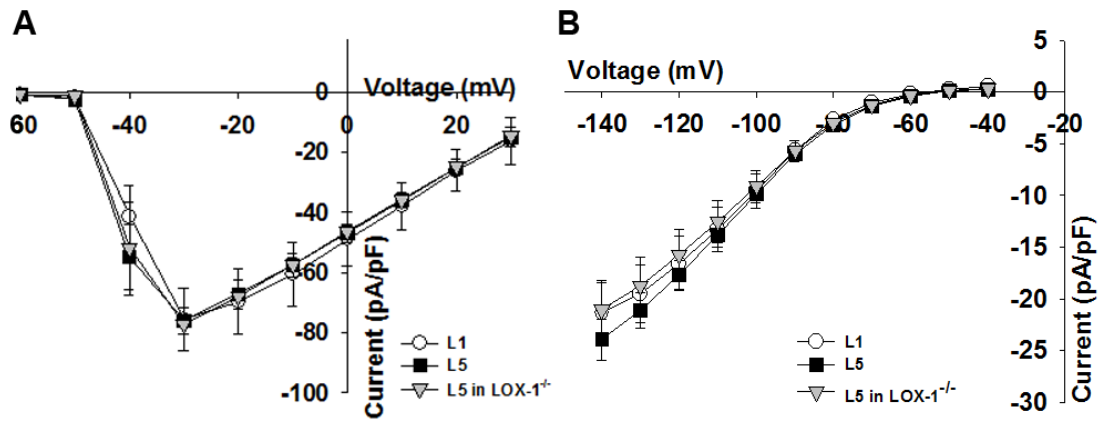 A
Voltage (mV)
0
60 -40 -20 0 20
-20
-40
-60
-80
-100
Current (pA/pF)
L1
L5
L5 in LOX-1-/-
B
Voltage (mV)
5
0
-140 -120 -100 -80 -60 -40 -20
-5
-10
-15
-20
-25
-30
Current (pA/pF)
L1
L5
L5 in LOX-1-/-